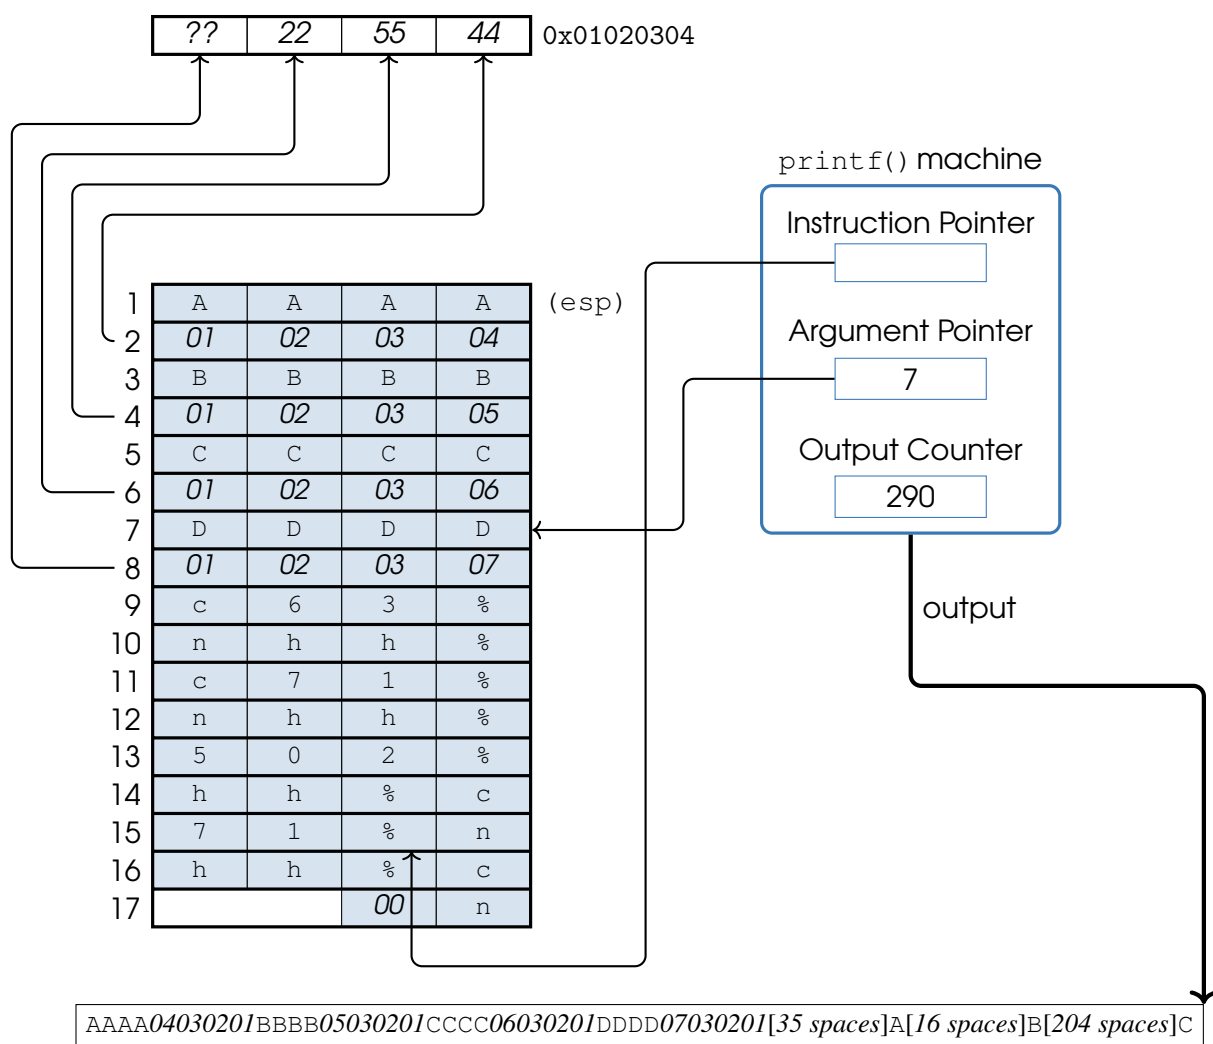 ?? 22 55 44 0x01020304
printf() machine
Instruction Pointer
1 A A A A (esp)
2 01 02 03 04
Argument Pointer
3 B B B B
7
4 01 02 03 05
5 C C C C
Output Counter
6 01 02 03 06
290
7 D D D D
8 01 02 03 07
9 c 6 3 %
output
10 n h h %
11 c 7 1 %
12 n h h %
13 5 0 2 %
14 h h % c
15 7 1 % n
16 h h % c
17 00 n
AAAA04030201BBBB05030201CCCC06030201DDDD07030201[35 spaces]A[16 spaces]B[204 spaces]C